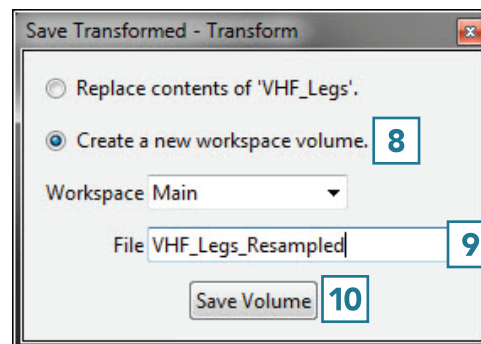 Save Transformed - Transform
Replace contents of 'VHF_Legs'.
Create a new workspace volume. 8
Workspace Main
File VHF_Legs_Resampled 9
Save Volume 10